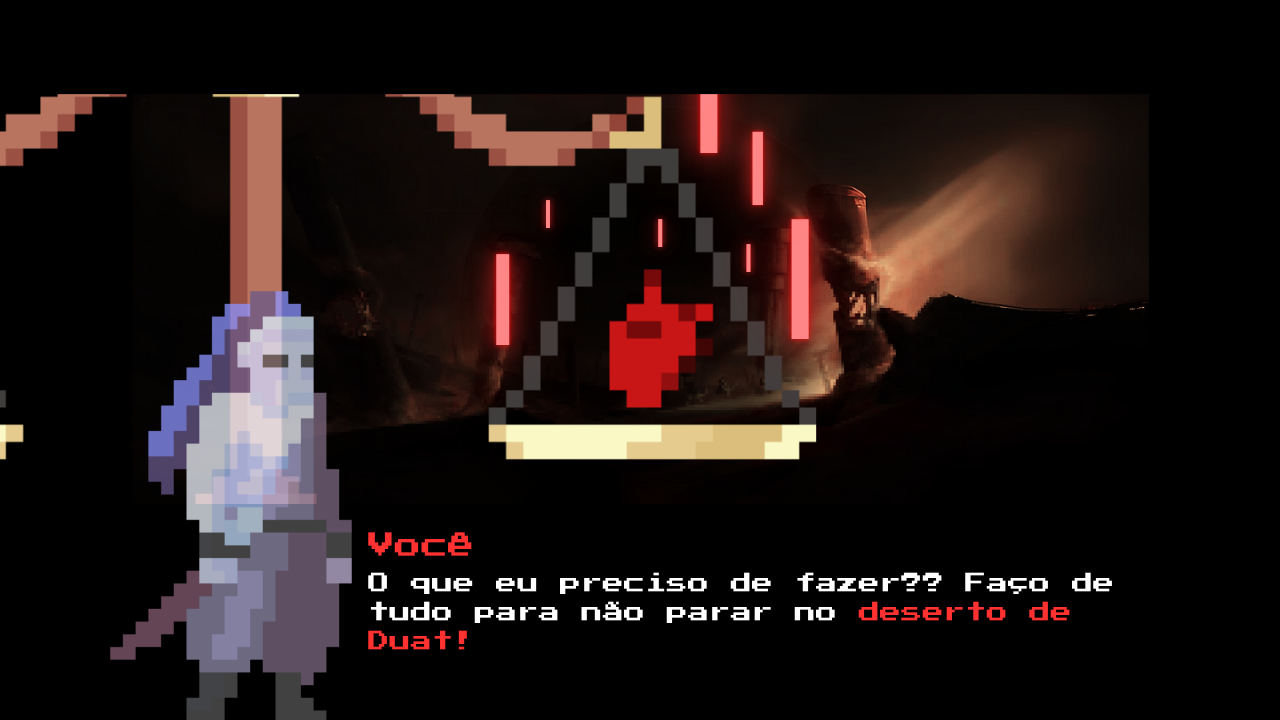 Você
O que eu preciso de fazer?? Faço de
tudo para não parar no deserto de
Duat!